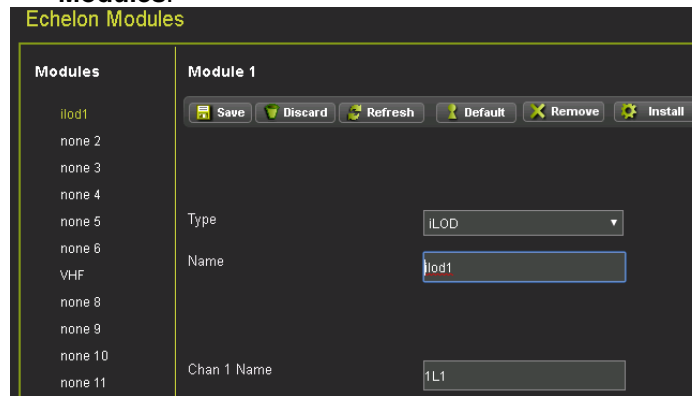 Modules.
Echelon Modules
Modules
Module 1
ilod1
Save Discard Refresh Default Remove Install
none 2
none 3
none 4
none 5
Type iLOD
none 6
Name ilod1
VHF
none 8
none 9
none 10
Chan 1 Name 1L1
none 11